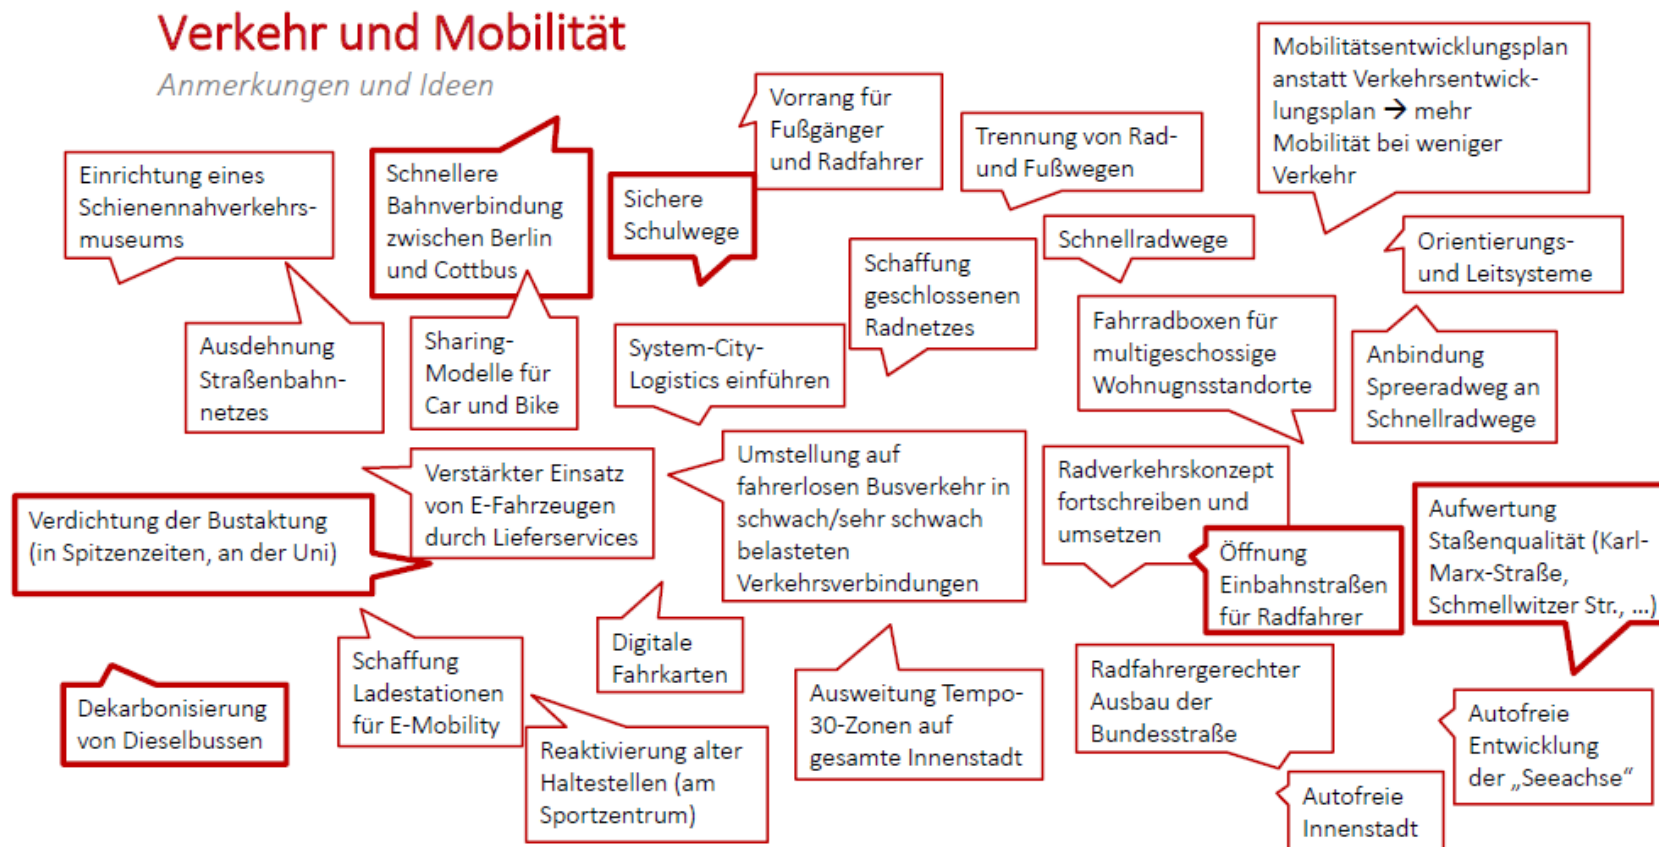 Verkehr und Mobilität
Anmerkungen und Ideen
Einrichtung eines
Schienennahverkehrs-
museums
Schnellere
Bahnverbindung
zwischen Berlin
und Cottbus
Sichere
Schulwege
Vorrang für
Fußgänger
und Radfahrer
Trennung von Rad-
und Fußwegen
Mobilitätsentwicklungsplan
anstatt Verkehrsentwick-
lungsplan → mehr
Mobilität bei weniger
Verkehr
Schnellradwege
Orientierungs-
und Leitsysteme
Schaffung
geschlossenen
Radnetzes
Ausdehnung
Straßenbahn-
netzes
Sharing-
Modelle für
Car und Bike
System-City-
Logistics einführen
Fahrradboxen für
multigeschossige
Wohnugnsstandorte
Anbindung
Spreeradweg an
Schnellradwege
Verdichtung der Bustaktung
(in Spitzenzeiten, an der Uni)
Verstärkter Einsatz
von E-Fahrzeugen
durch Lieferservices
Umstellung auf
fahrerlosen Busverkehr in
schwach/sehr schwach
belasteten
Verkehrsverbindungen
Radverkehrskonzept
fortschreiben und
umsetzen
Öffnung
Einbahnstraßen
für Radfahrer
Aufwertung
Staßenqualität (Karl-
Marx-Straße,
Schmellwitzer Str., ...)
Dekarbonisierung
von Dieselbussen
Schaffung
Ladestationen
für E-Mobility
Digitale
Fahrkarten
Reaktivierung alter
Haltestellen (am
Sportzentrum)
Ausweitung Tempo-
30-Zonen auf
gesamte Innenstadt
Radfahrergerechter
Ausbau der
Bundesstraße
Autofreie
Entwicklung
der „Seeachse“
Autofreie
Innenstadt